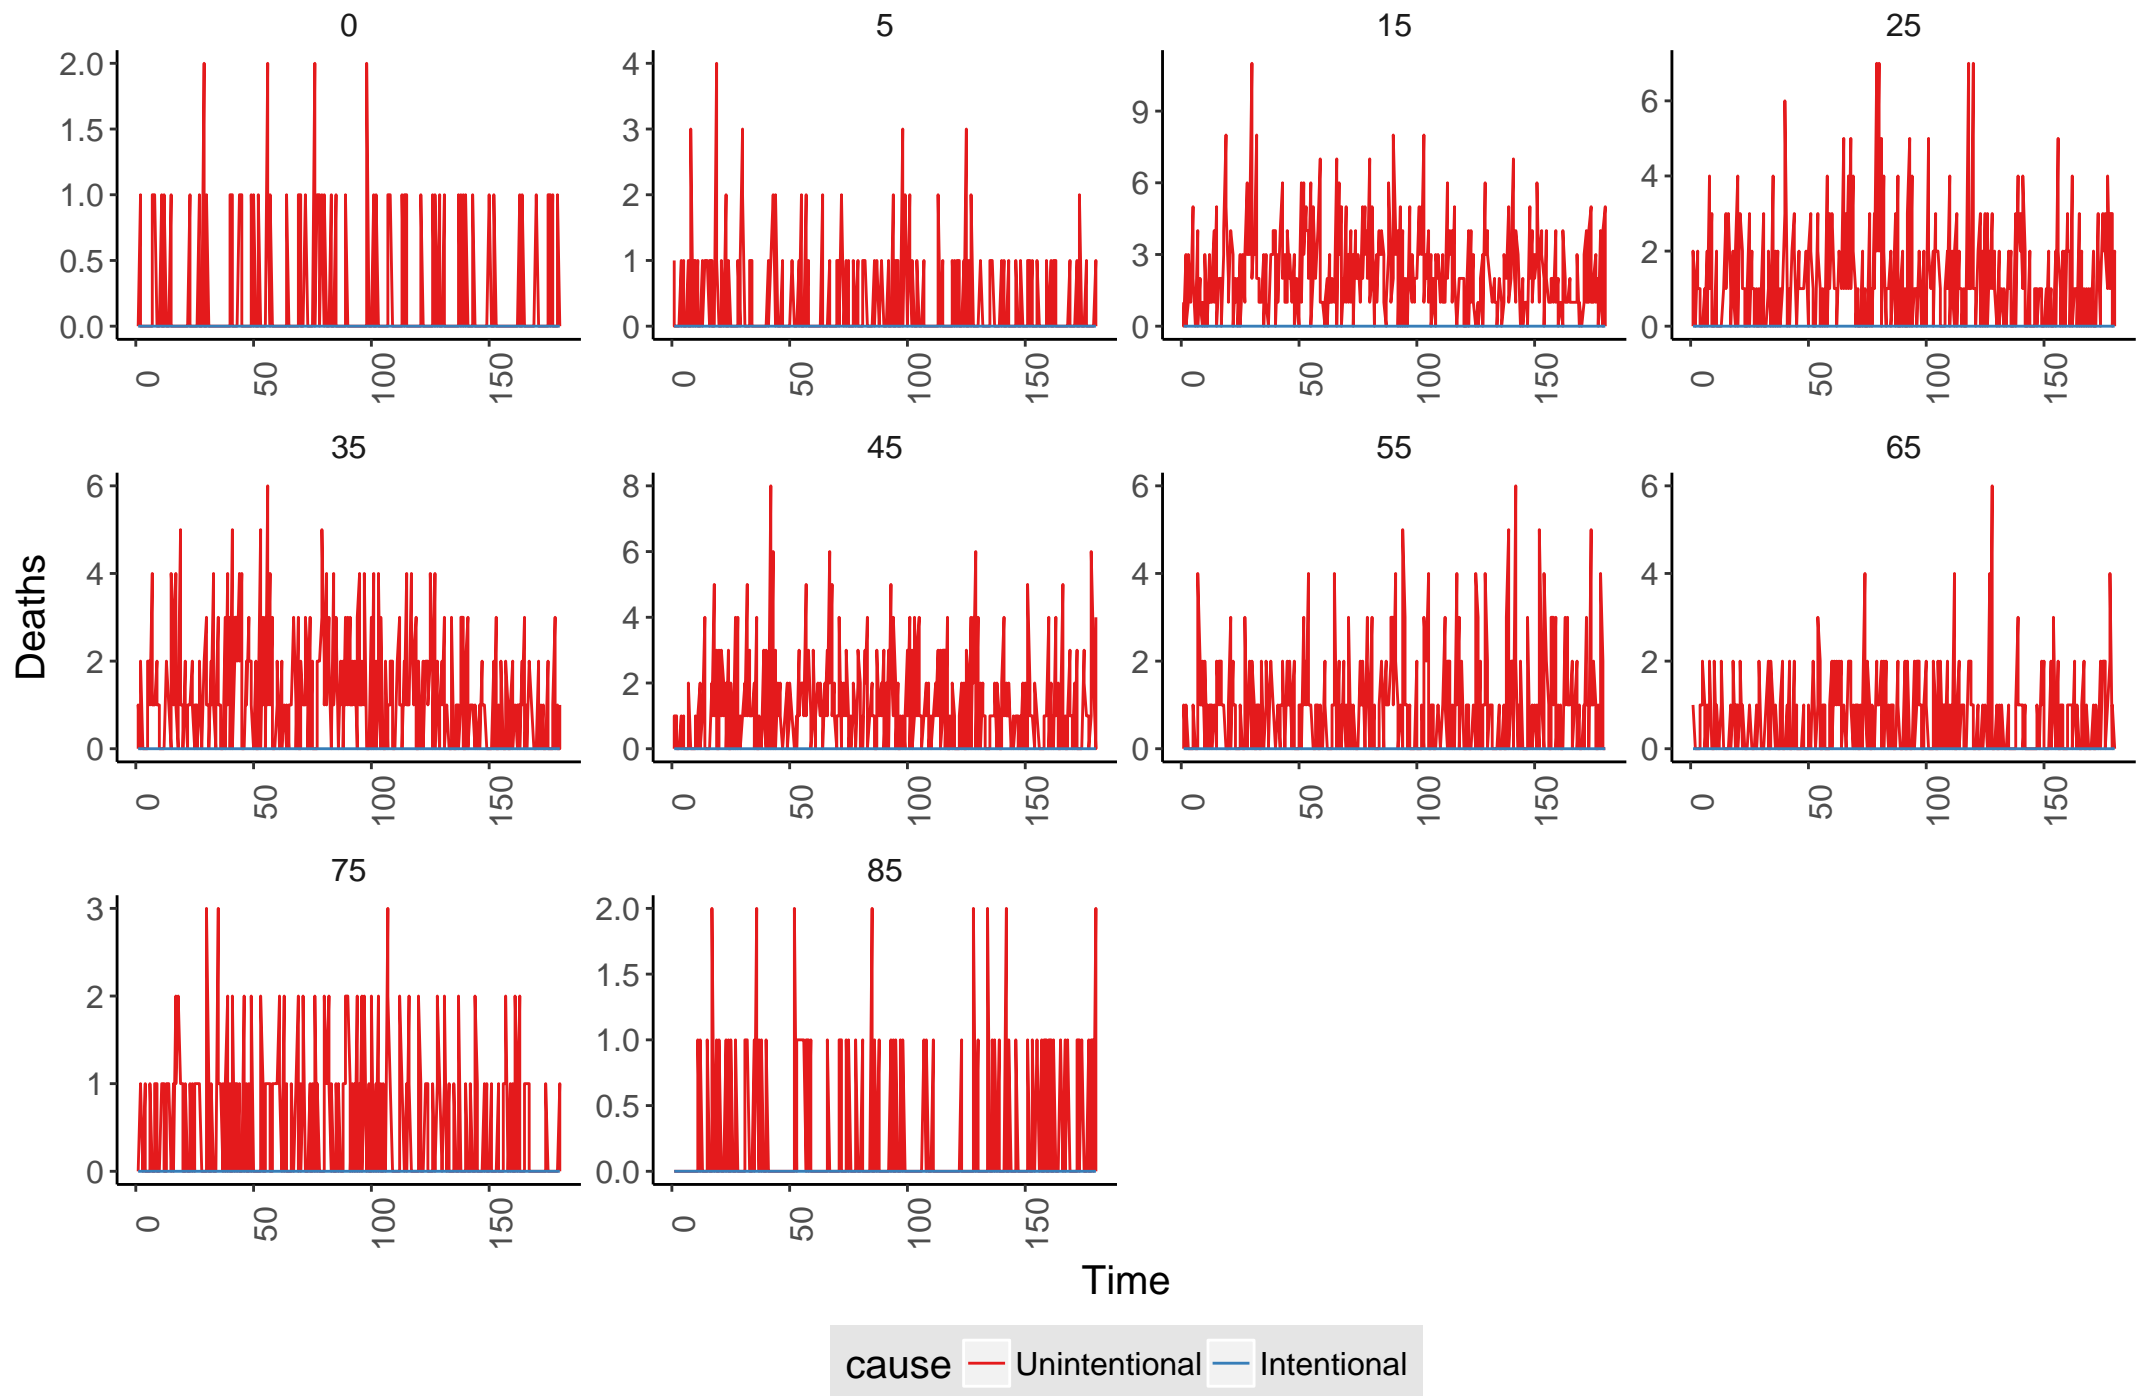 0 5 15 25
2.0 4 9 6
1.5 3 6 4
1.0 2 3 2
0.5 1 0 0
0.0 0
0 50 100 150 0 50 100 150 0 50 100 150 0 50 100 150
35 45 55 65
6 8 6 6
4 6 4 4
2 4 2 2
0 2 0 0
0
0 50 100 150 0 50 100 150 0 50 100 150 0 50 100 150
75 85
3 2.0
2 1.5
1 1.0
0 0.5
0.0
0 50 100 150 0 50 100 150
Deaths
Time
cause Unintentional Intentional